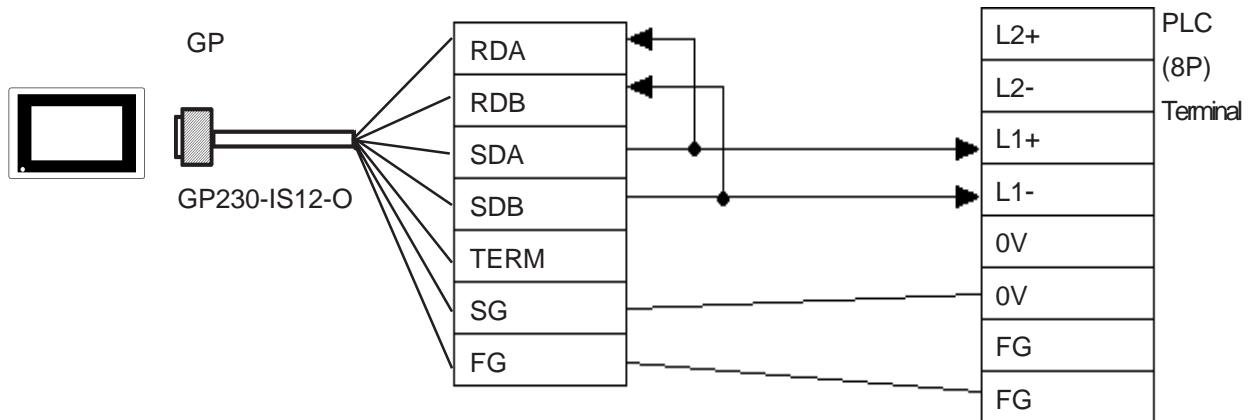 GP
GP230-IS12-O
RDA
RDB
SDA
SDB
TERM
SG
FG
L2+
L2-
L1+
L1-
0V
0V
FG
FG
PLC
(8P)
Terminal